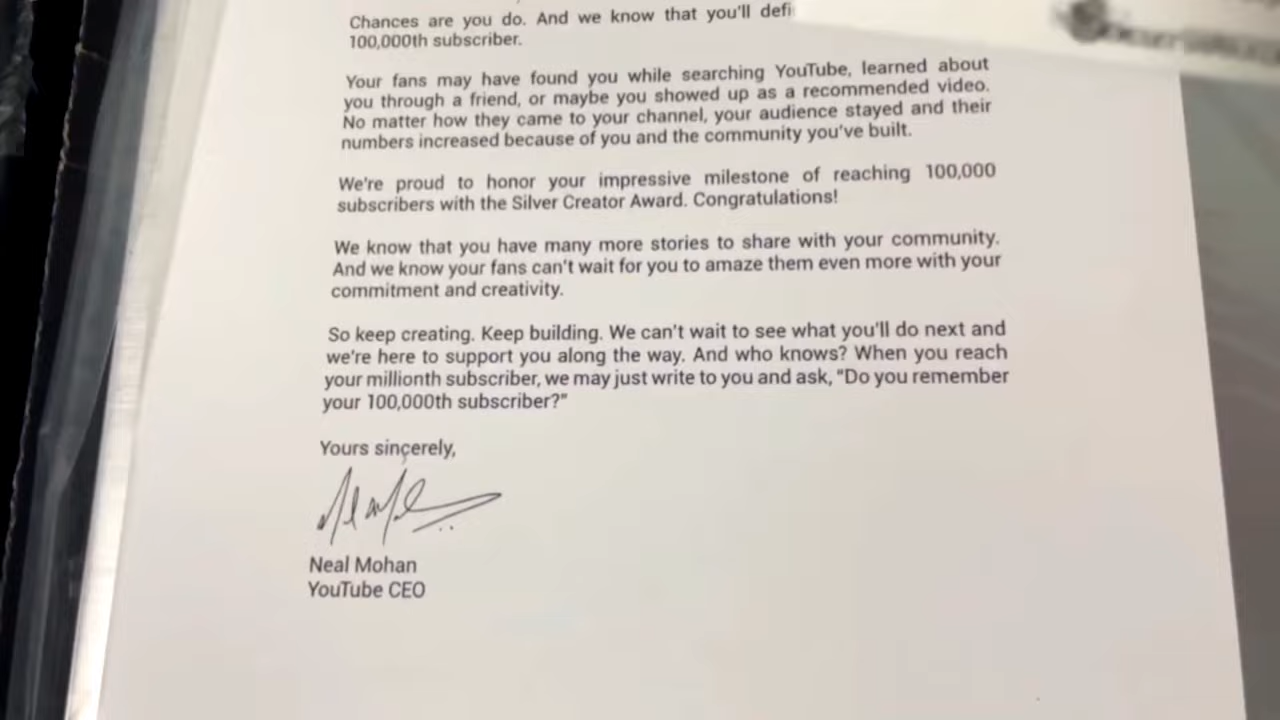 Chances are you do. And we know that you'll
100,000th subscriber.
Your fans may have found you while searching YouTube, learned about
you through a friend, or maybe you showed up as a recommended video.
No matter how they came to your channel, your audience stayed and their
numbers increased because of you and the community you've built.
We're proud to honor your impressive milestone of reaching 100,000
subscribers with the Silver Creator Award. Congratulations!
We know that you have many more stories to share with your community.
And we know your fans can't wait for you to amaze them even more with your
commitment and creativity.
So keep creating. Keep building. We can't wait to see what you'll do next and
we're here to support you along the way. And who knows? When you reach
your millionth subscriber, we may just write to you and ask, "Do you remember
your 100,000th subscriber?"
Yours sincerely,
Neal Mohan
YouTube CEO